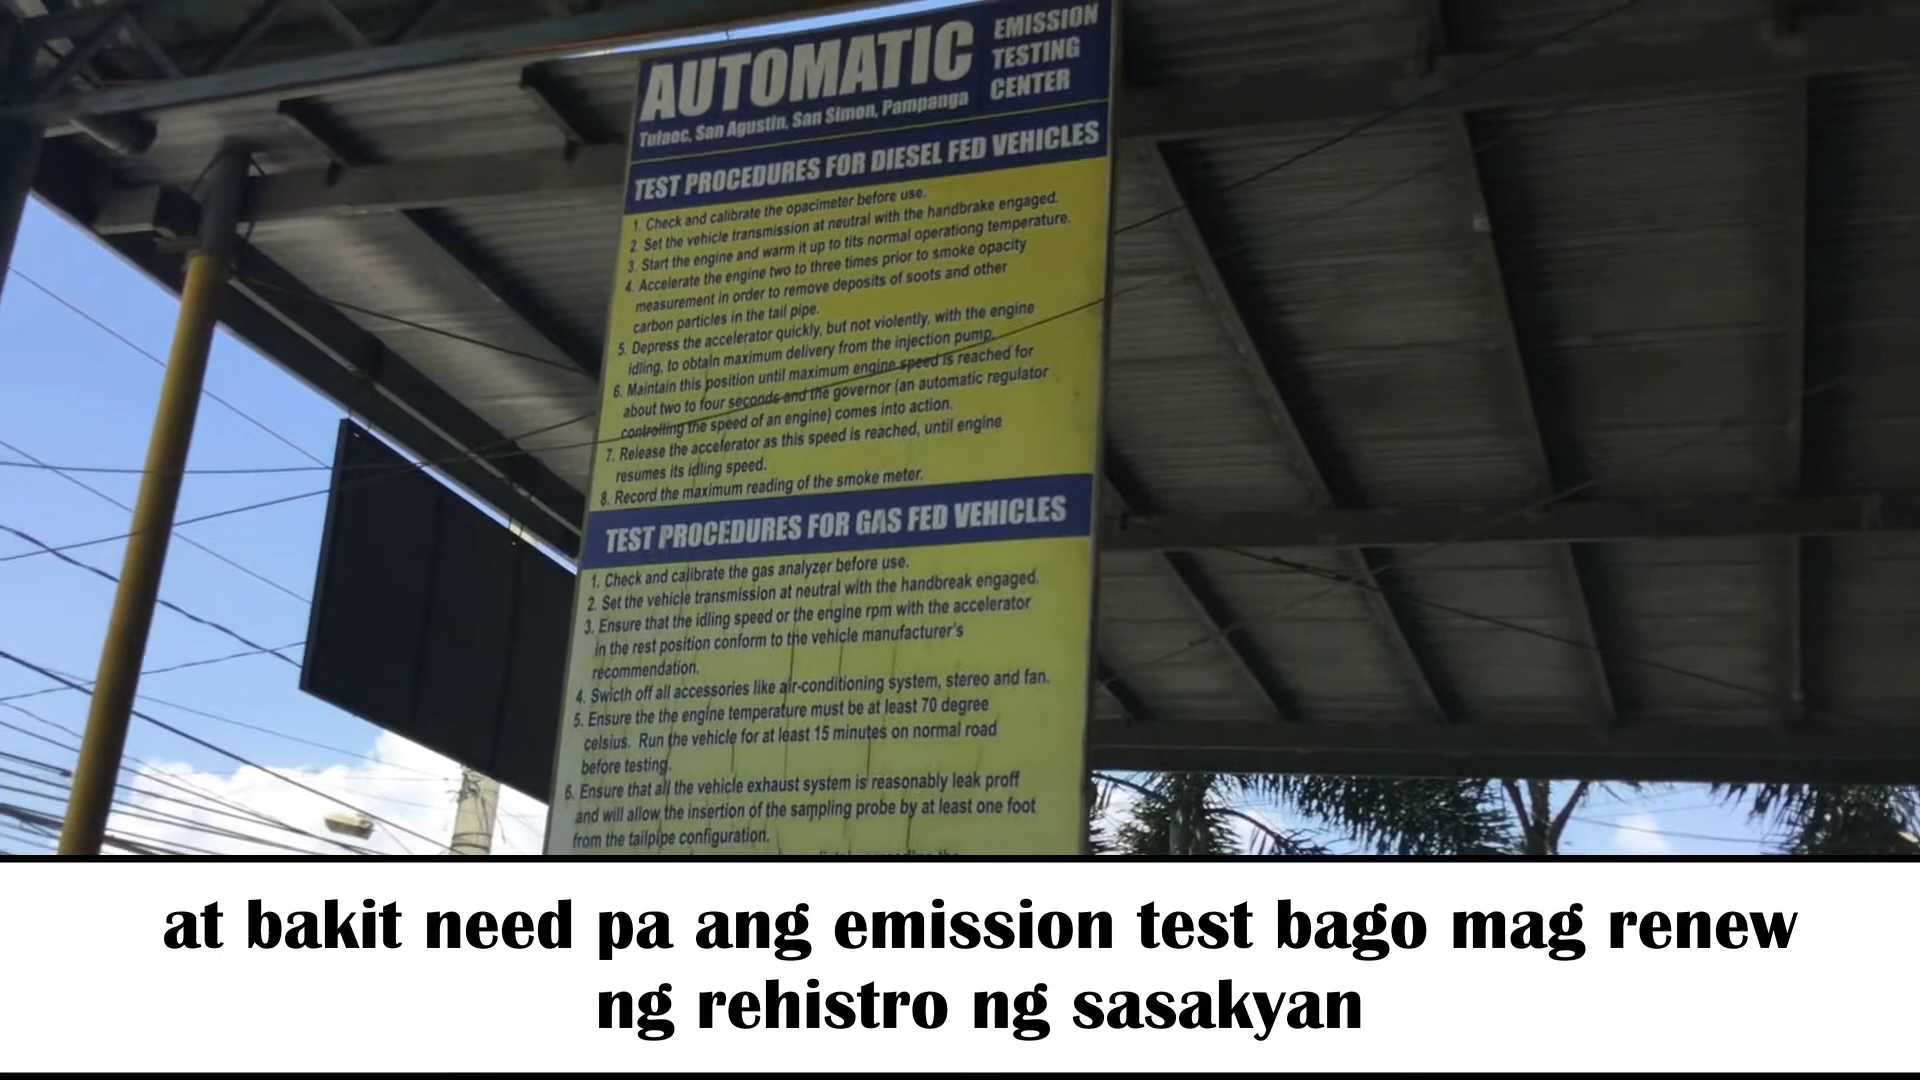 AUTOMATIC EMISSION TESTING CENTER
Tulaoc, San Agustin, San Simon, Pampanga
TEST PROCEDURES FOR DIESEL FED VEHICLES
1. Check and calibrate the opacimeter before use.
2. Set the vehicle transmission at neutral with the handbrake engaged.
3. Start the engine and warm it up to tits normal operationg temperature.
4. Accelerate the engine two to three times prior to smoke opacity
measurement in order to remove deposits of soots and other
carbon particles in the tail pipe.
5. Depress the accelerator quickly, but not violently, with the engine
idling, to obtain maximum delivery from the injection pump.
6. Maintain this position until maximum engine speed is reached for
about two to four seconds and the governor (an automatic regulator
controlling the speed of an engine) comes into action.
7. Release the accelerator as this speed is reached, until engine
resumes its idling speed.
8. Record the maximum reading of the smoke meter.
TEST PROCEDURES FOR GAS FED VEHICLES
1. Check and calibrate the gas analyzer before use.
2. Set the vehicle transmission at neutral with the handbreak engaged.
3. Ensure that the idling speed or the engine rpm with the accelerator
in the rest position conform to the vehicle manufacturer's
recommendation.
4. Swicth off all accessories like air-conditioning system, stereo and fan.
5. Ensure the the engine temperature must be at least 70 degree
celsius. Run the vehicle for at least 15 minutes on normal road
before testing.
6. Ensure that all the vehicle exhaust system is reasonably leak proff
and will allow the insertion of the sampling probe by at least one foot
from the tailpipe configuration.
at bakit need pa ang emission test bago mag renew
ng rehistro ng sasakyan